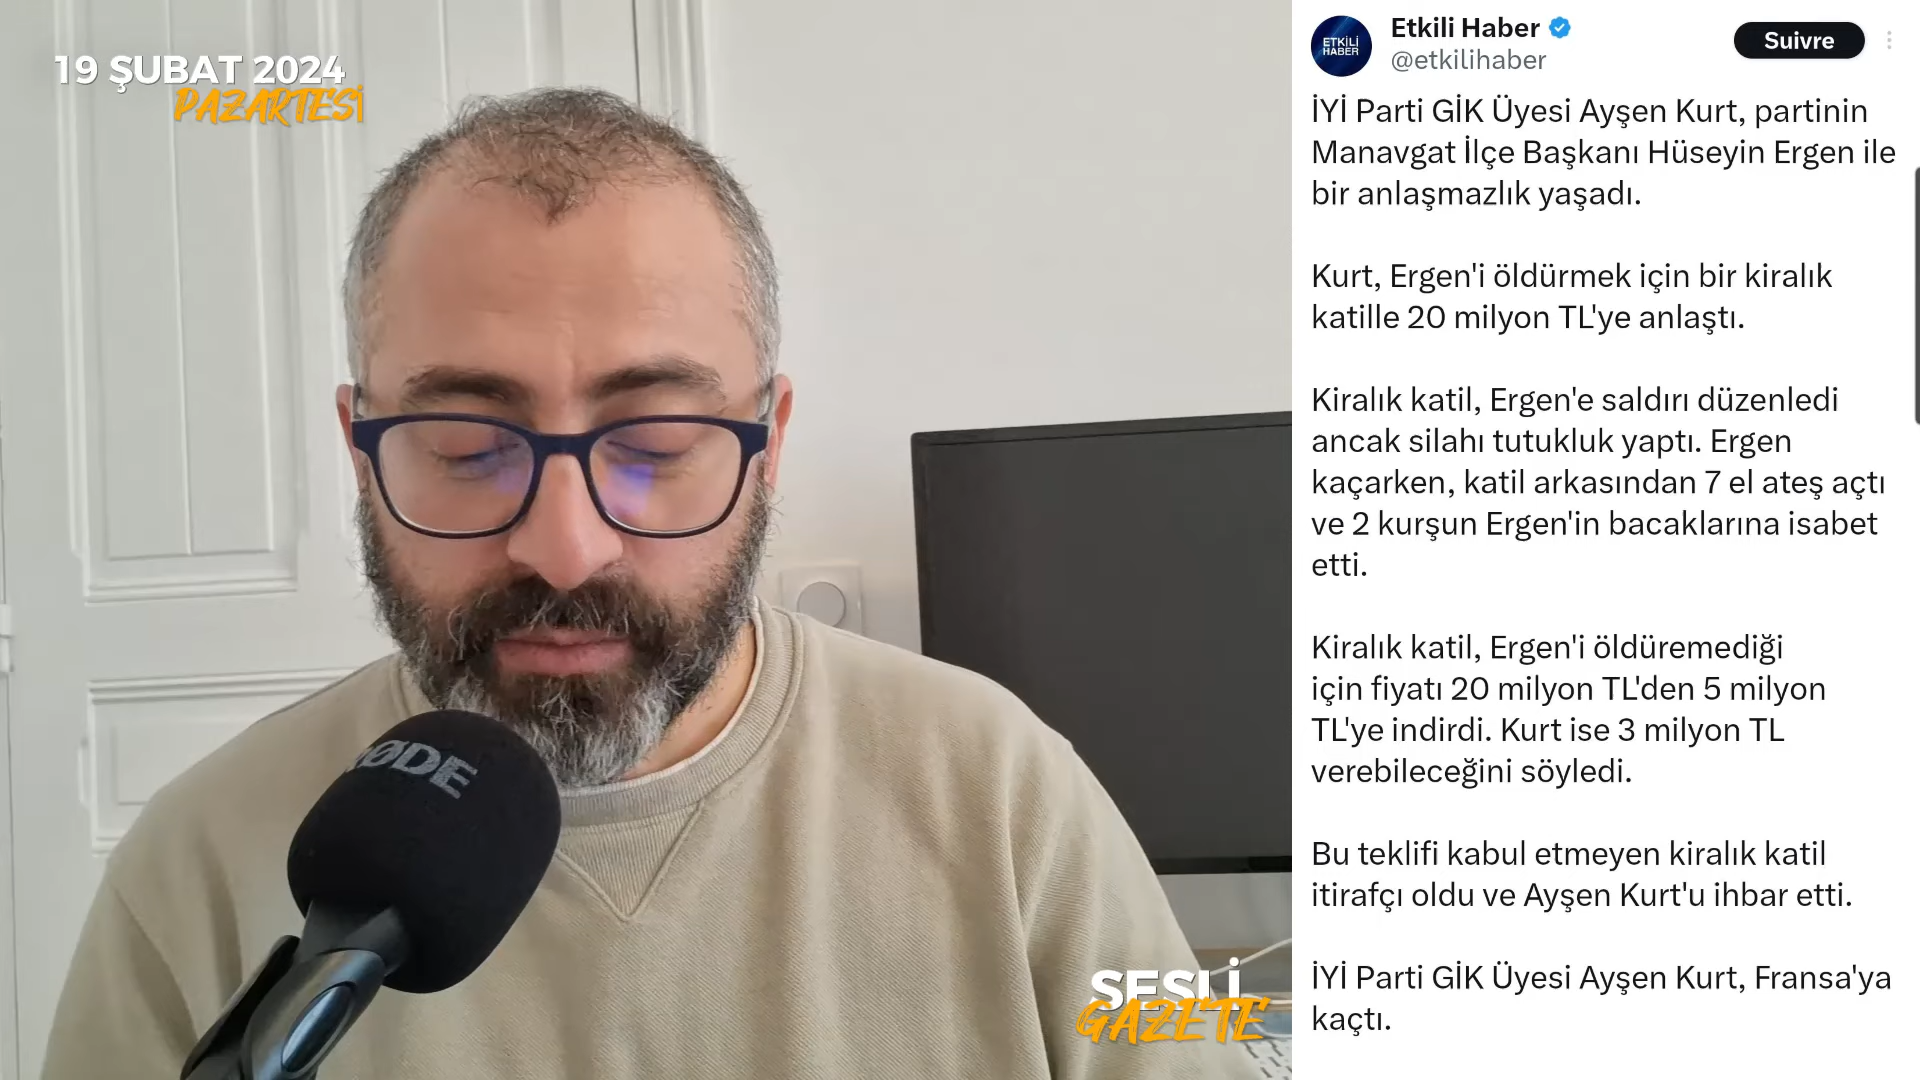 19 ŞUBAT 2024
PAZARTESİ
RØDE
SESLİ
GAZETE
ETKİLİ
HABER
Etkili Haber
@etkilihaber
Suivre
İYİ Parti GİK Üyesi Ayşen Kurt, partinin
Manavgat İlçe Başkanı Hüseyin Ergen ile
bir anlaşmazlık yaşadı.
Kurt, Ergen'i öldürmek için bir kiralık
katille 20 milyon TL'ye anlaştı.
Kiralık katil, Ergen'e saldırı düzenledi
ancak silahı tutukluk yaptı. Ergen
kaçarken, katil arkasından 7 el ateş açtı
ve 2 kurşun Ergen'in bacaklarına isabet
etti.
Kiralık katil, Ergen'i öldüremediği
için fiyatı 20 milyon TL'den 5 milyon
TL'ye indirdi. Kurt ise 3 milyon TL
verebileceğini söyledi.
Bu teklifi kabul etmeyen kiralık katil
itirafçı oldu ve Ayşen Kurt'u ihbar etti.
İYİ Parti GİK Üyesi Ayşen Kurt, Fransa'ya
kaçtı.